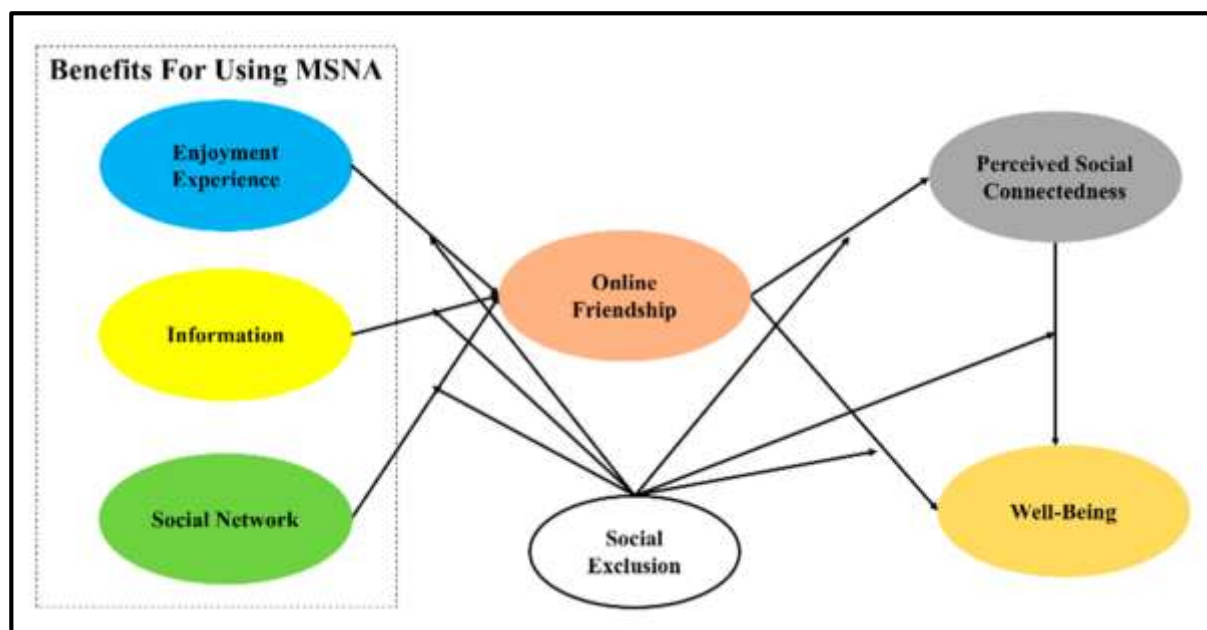 Benefits For Using MSNA
Enjoyment
Experience
Information
Social Network
Online
Friendship
Social
Exclusion
Perceived Social
Connectedness
Well-Being